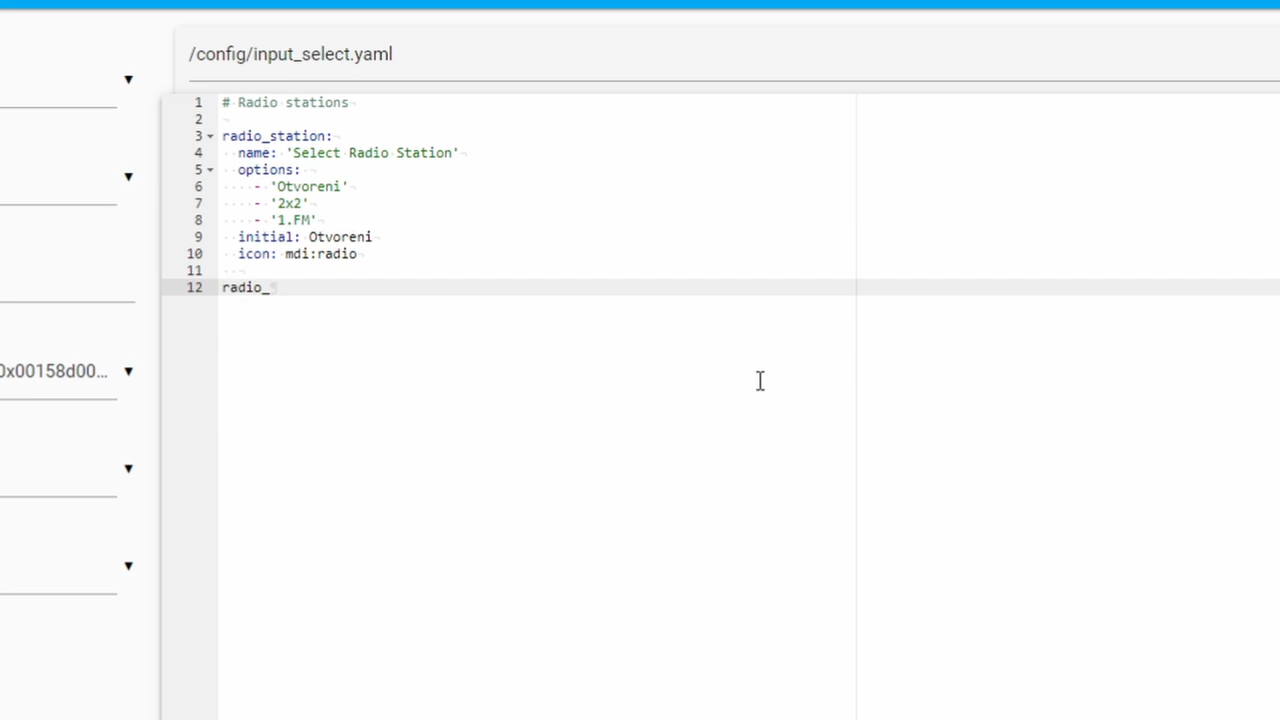 /config/input_select.yaml
1 # Radio stations
2
3 radio_station:
4   name: 'Select Radio Station'
5   options:
6     - 'Otvoreni'
7     - '2x2'
8     - '1.FM'
9   initial: Otvoreni
10   icon: mdi:radio
11
12 radio_
0x00158d00...